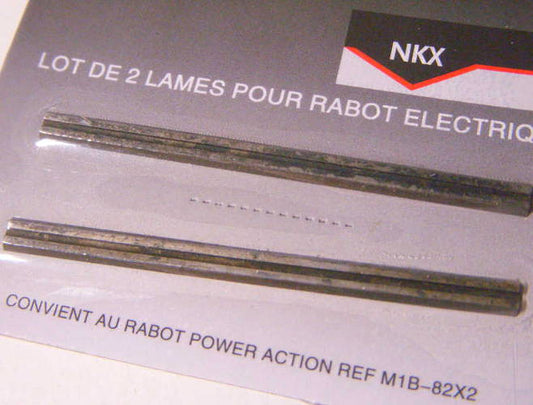 NKX
LOT DE 2 LAMES POUR RABOT ELECTRIQ
CONVIENT AU RABOT POWER ACTION REF M1B-82X2